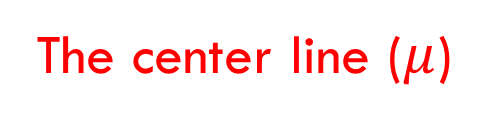 The center line (𝜇)